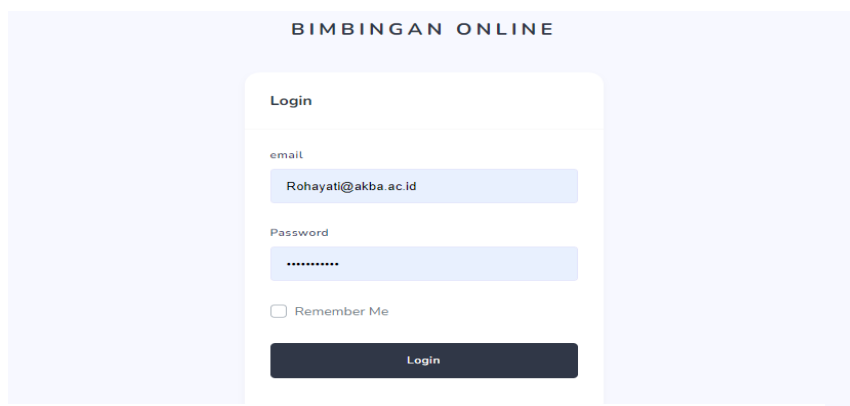 BIMBINGAN ONLINE
Login
email
Rohayati@akba.ac.id
Password
•••••••••••
Remember Me
Login